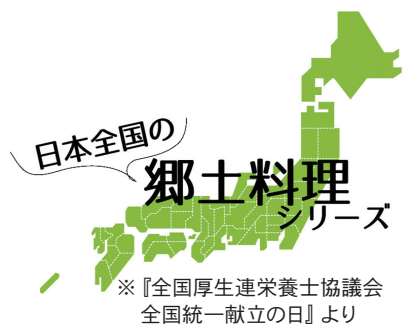 日本全国の
郷土料理
シリーズ
※『全国厚生連栄養士協議会
全国統一献立の日』より